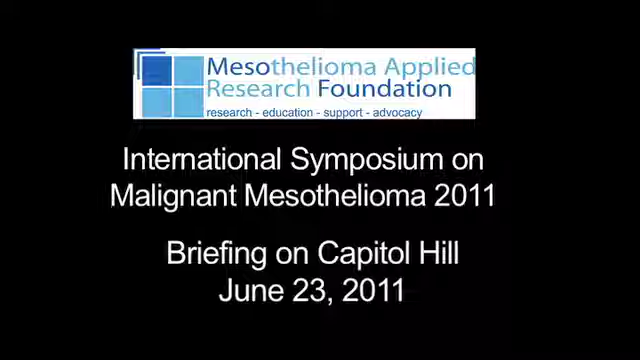 Mesothelioma Applied
Research Foundation
research - education - support - advocacy
International Symposium on
Malignant Mesothelioma 2011
Briefing on Capitol Hill
June 23, 2011